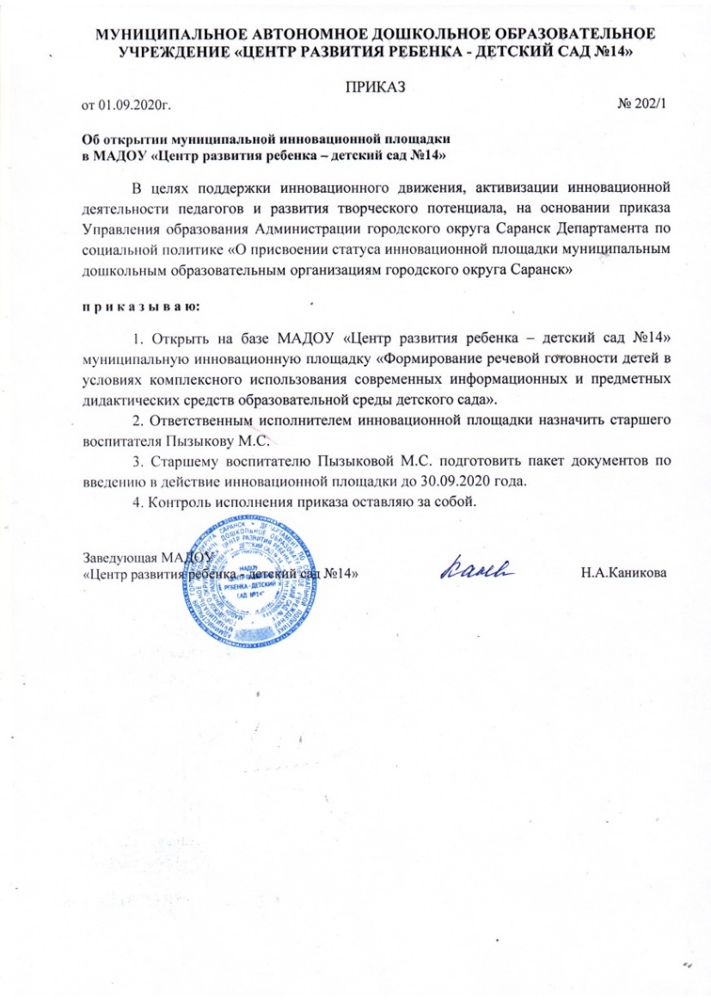 МУНИЦИПАЛЬНОЕ АВТОНОМНОЕ ДОШКОЛЬНОЕ ОБРАЗОВАТЕЛЬНОЕ
УЧРЕЖДЕНИЕ «ЦЕНТР РАЗВИТИЯ РЕБЕНКА - ДЕТСКИЙ САД №14»
ПРИКАЗ
от 01.09.2020г. № 202/1
Об открытии муниципальной инновационной площадки
в МАДОУ «Центр развития ребенка – детский сад №14»
В целях поддержки инновационного движения, активизации инновационной
деятельности педагогов и развития творческого потенциала, на основании приказа
Управления образования Администрации городского округа Саранск Департамента по
социальной политике «О присвоении статуса инновационной площадки муниципальным
дошкольным образовательным организациям городского округа Саранск»
п р и к а з ы в а ю:
1. Открыть на базе МАДОУ «Центр развития ребенка – детский сад №14»
муниципальную инновационную площадку «Формирование речевой готовности детей в
условиях комплексного использования современных информационных и предметных
дидактических средств образовательной среды детского сада».
2. Ответственным исполнителем инновационной площадки назначить старшего
воспитателя Пызыкову М.С.
3. Старшему воспитателю Пызыковой М.С. подготовить пакет документов по
введению в действие инновационной площадки до 30.09.2020 года.
4. Контроль исполнения приказа оставляю за собой.
Заведующая МАДОУ
«Центр развития ребенка - детский сад №14» Н.А.Каникова
МАДОУ
РЕБЕНКА - ДЕТСКИЙ
САД №14"